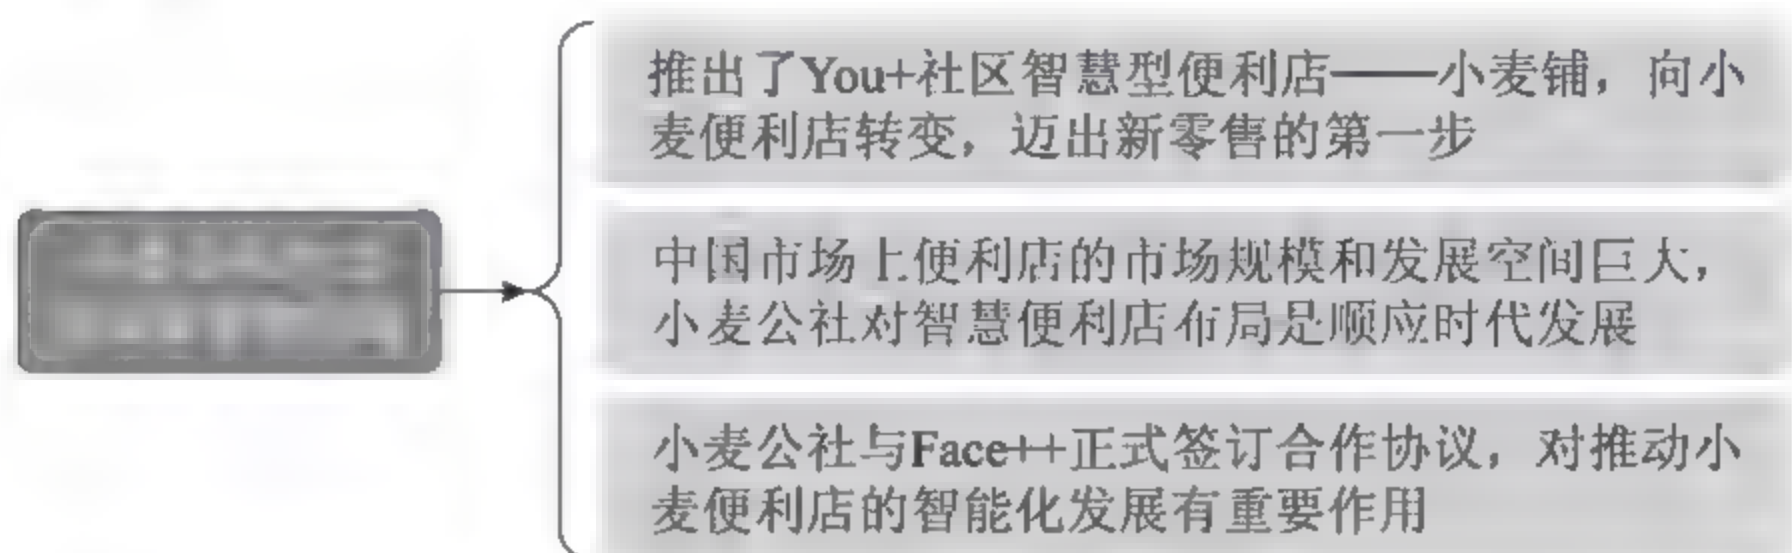 推出了You+社区智慧型便利店——小麦铺，向小
麦便利店转变，迈出新零售的第一步
中国市场上便利店的市场规模和发展空间巨大，
小麦公社对智慧便利店布局是顺应时代发展
小麦公社与Face++正式签订合作协议，对推动小
麦便利店的智能化发展有重要作用